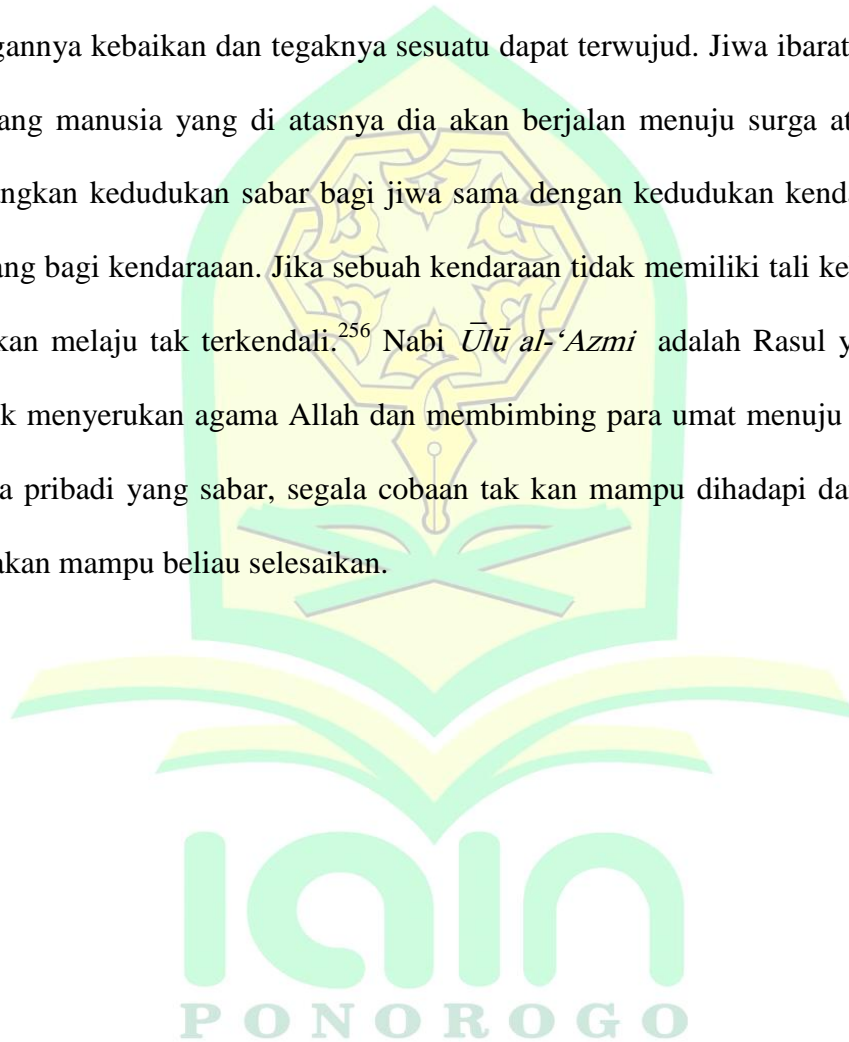 gannya kebaikan dan tegaknya sesuatu dapat terwujud. Jiwa ibarat
ang manusia yang di atasnya dia akan berjalan menuju surga at
ngkan kedudukan sabar bagi jiwa sama dengan kedudukan kenda
ang bagi kendaraaan. Jika sebuah kendaraan tidak memiliki tali ke
kan melaju tak terkendali.256 Nabi Ūlū al-‘Azmi adalah Rasul y
k menyerukan agama Allah dan membimbing para umat menuju
a pribadi yang sabar, segala cobaan tak kan mampu dihadapi da
akan mampu beliau selesaikan.
IAIN
PONOROGO